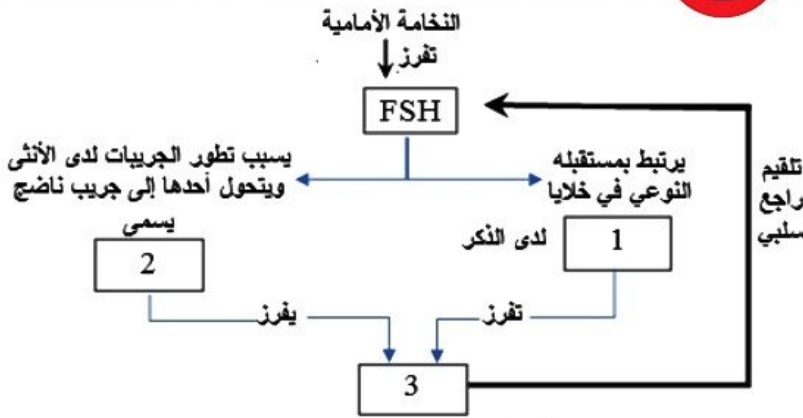 النخامة الأمامية
تفرز
FSH
يرتبط بمستقبله
النوعي في خلايا
1
لدى الذكر
يسبب تطور الجريبات لدى الأنثى
ويتحول أحدها إلى جريب ناضج
يسمى
2
تلقيم
راجع
سلبي
تفرز
يفرز
3